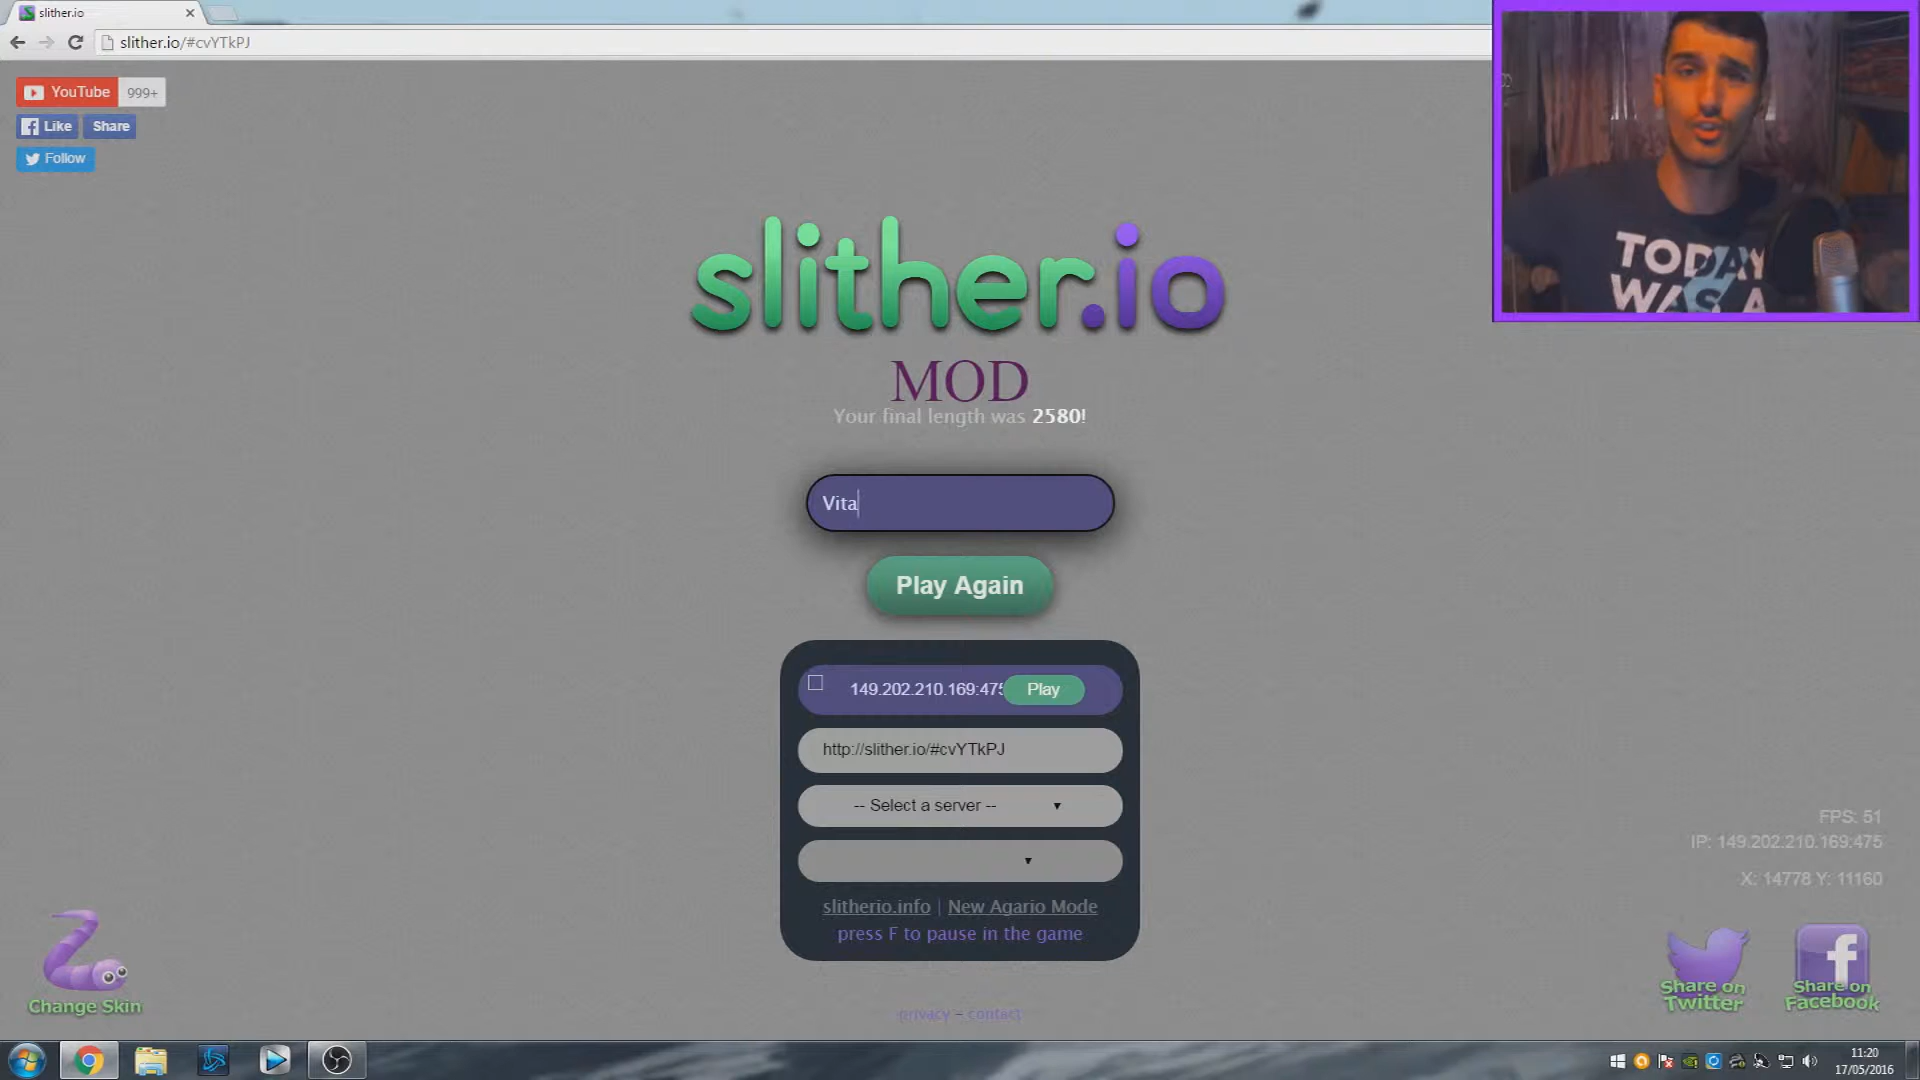 slither.io
slither.io/#cvYTkPJ
YouTube 999+
Like Share
Follow
TODAY
WAS A
slither.io
MOD
Your final length was 2580!
Vita
Play Again
149.202.210.169:475 Play
http://slither.io/#cvYTkPJ
-- Select a server --
slitherio.info | New Agario Mode
press F to pause in the game
FPS: 51
IP: 149.202.210.169:475
X: 14778 Y: 11160
Change Skin
Share on Twitter
Share on Facebook
privacy – contact
11:20
17/05/2016